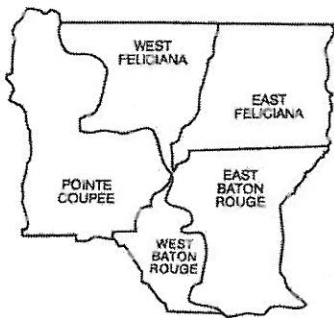 WEST
FELICIANA
EAST
FELICIANA
POINTE
COUPEE
EAST
BATON
ROUGE
WEST
BATON
ROUGE